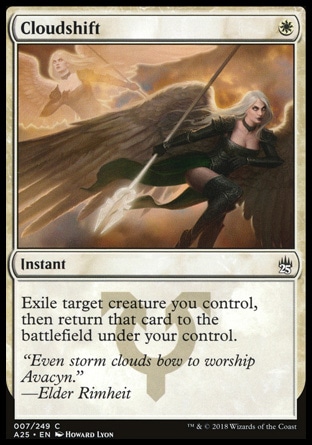 Cloudshift
Instant
25
Exile target creature you control,
then return that card to the
battlefield under your control.
“Even storm clouds bow to worship
Avacyn.”
—Elder Rimheit
007/249 C
A25 • EN Howard Lyon
™ & © 2018 Wizards of the Coast